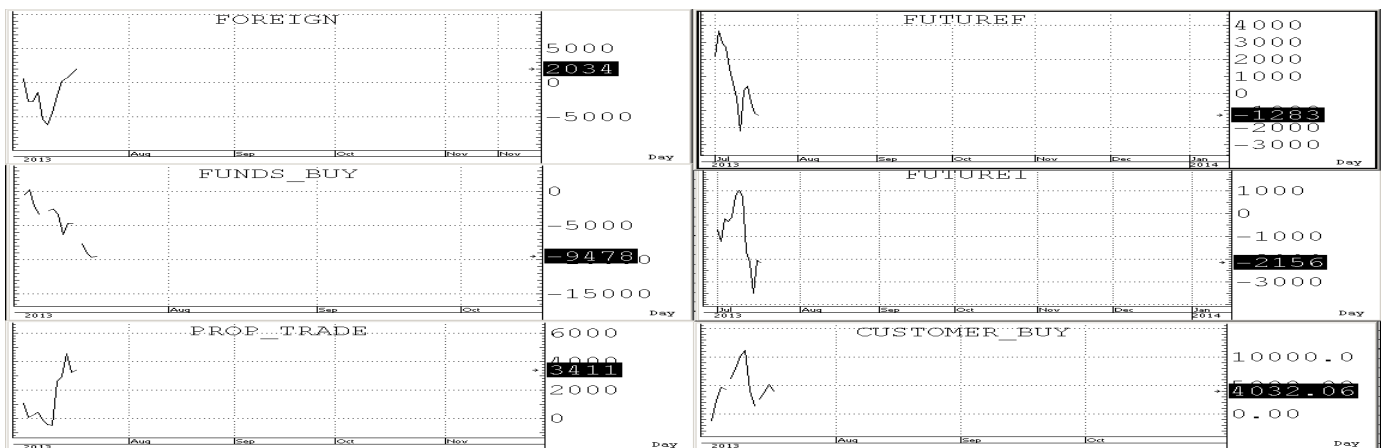 FOREIGN
5000
2034
0
-5000
Aug Sep Oct Nov Nov
2013 Day
FUTUREF
4000
3000
2000
1000
0
-1283
-2000
-3000
Jul Aug Sep Oct Nov Dec Jan
2013 2014 Day
FUNDS_BUY
0
-5000
-9478
-15000
Aug Sep Oct
2013 Day
FUTURE1
1000
0
-1000
-2156
-3000
Jul Aug Sep Oct Nov Dec Jan
2013 2014 Day
PROP_TRADE
6000
4000
3411
2000
0
Aug Sep Oct Nov
2013 Day
CUSTOMER_BUY
10000.0
4032.06
0.00
Aug Sep Oct
2013 Day